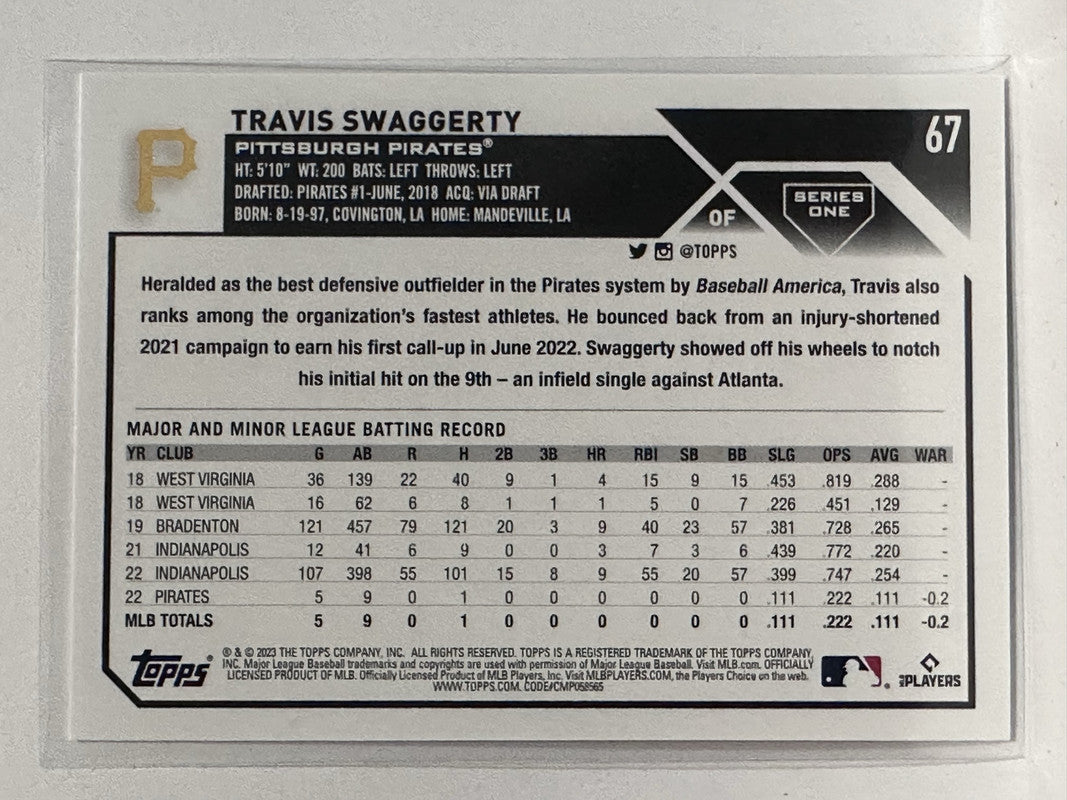 P
TRAVIS SWAGGERTY
67
PITTSBURGH PIRATES®
HT: 5'10" WT: 200 BATS: LEFT THROWS: LEFT
DRAFTED: PIRATES #1-JUNE, 2018 ACQ: VIA DRAFT
BORN: 8-19-97, COVINGTON, LA HOME: MANDEVILLE, LA
OF
SERIES
ONE
@TOPPS
Heralded as the best defensive outfielder in the Pirates system by Baseball America, Travis also
ranks among the organization's fastest athletes. He bounced back from an injury-shortened
2021 campaign to earn his first call-up in June 2022. Swaggerty showed off his wheels to notch
his initial hit on the 9th – an infield single against Atlanta.
MAJOR AND MINOR LEAGUE BATTING RECORD
YR CLUB G AB R H 2B 3B HR RBI SB BB SLG OPS AVG WAR
18 WEST VIRGINIA 36 139 22 40 9 1 4 15 9 15 .453 .819 .288 -
18 WEST VIRGINIA 16 62 6 8 1 1 1 5 0 7 .226 .451 .129 -
19 BRADENTON 121 457 79 121 20 3 9 40 23 57 .381 .728 .265 -
21 INDIANAPOLIS 12 41 6 9 0 0 3 7 3 6 .439 .772 .220 -
22 INDIANAPOLIS 107 398 55 101 15 8 9 55 20 57 .399 .747 .254 -
22 PIRATES 5 9 0 1 0 0 0 0 0 0 .111 .222 .111 -0.2
MLB TOTALS 5 9 0 1 0 0 0 0 0 0 .111 .222 .111 -0.2
TOPPS®
® & © 2023 THE TOPPS COMPANY, INC. ALL RIGHTS RESERVED. TOPPS IS A REGISTERED TRADEMARK OF THE TOPPS COMPANY,
INC. Major League Baseball trademarks and copyrights are used with permission of Major League Baseball. Visit MLB.com. OFFICIALLY
LICENSED PRODUCT OF MLB. Officially Licensed Product of MLB Players, Inc. Visit MLBPLAYERS.COM, the Players Choice on the web.
WWW.TOPPS.COM. CODE#CMP058565
MLB PLAYERS